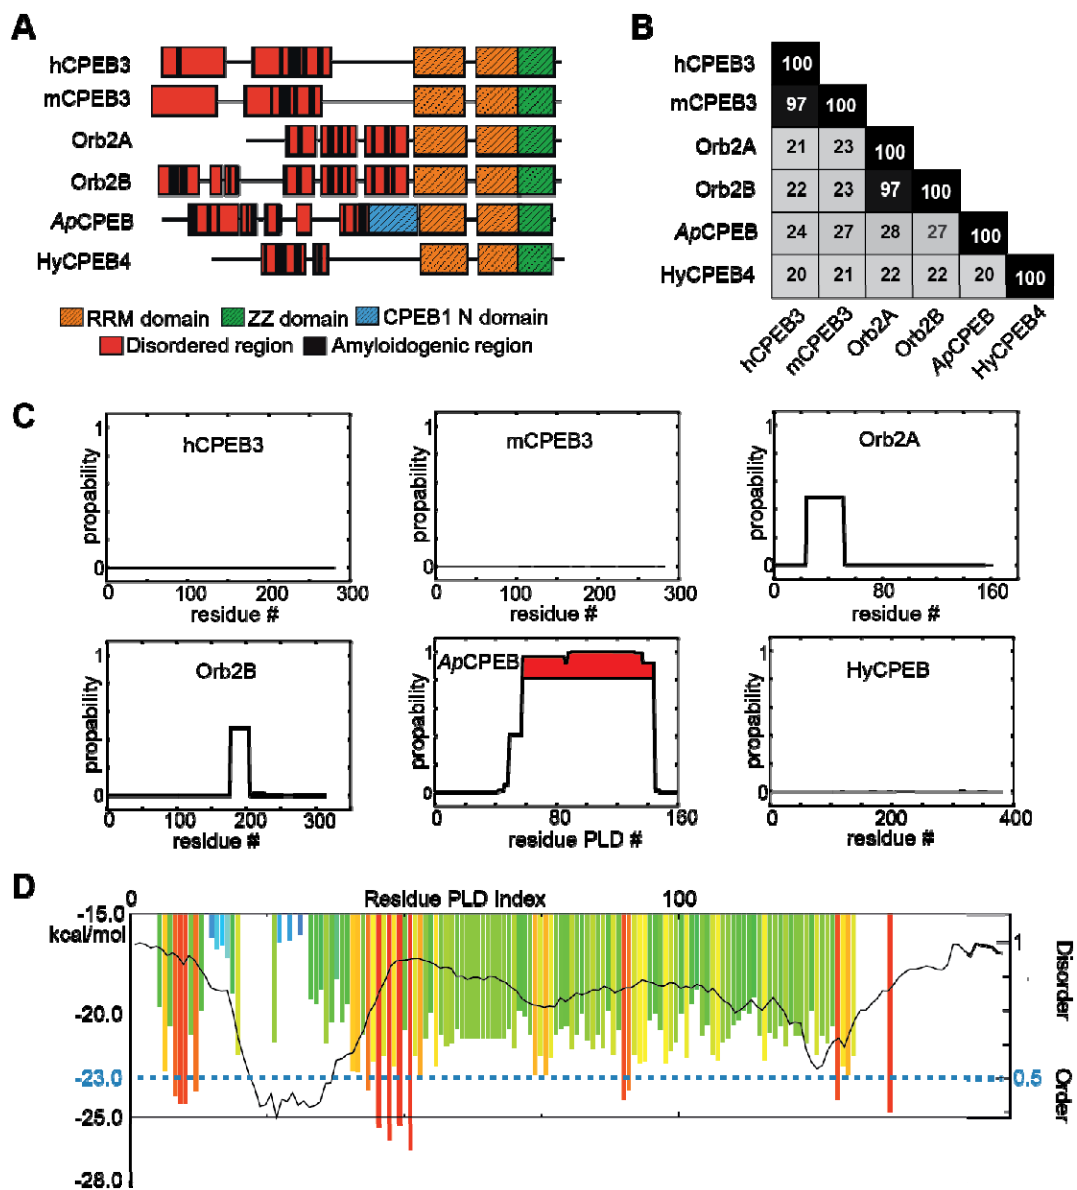 A
hCPEB3
mCPEB3
Orb2A
Orb2B
ApCPEB
HyCPEB4
RRM domain
ZZ domain
CPEB1 N domain
Disordered region
Amyloidogenic region
B
hCPEB3 100
mCPEB3 97 100
Orb2A 21 23 100
Orb2B 22 23 97 100
ApCPEB 24 27 28 27 100
HyCPEB4 20 21 22 22 20 100
hCPEB3 mCPEB3 Orb2A Orb2B ApCPEB HyCPEB4
C
hCPEB3
propability
1
0
0 100 200 300
residue #
mCPEB3
propability
1
0
0 100 200 300
residue #
Orb2A
propability
1
0
0 80 160
residue #
Orb2B
propability
1
0
0 100 200 300
residue #
ApCPEB
propability
1
0
0 80 160
residue PLD #
HyCPEB
propability
1
0
0 200 400
residue #
D
0 Residue PLD Index 100
-15.0
kcal/mol
-20.0
-23.0
-25.0
-28.0
1
0.5
Disorder
Order